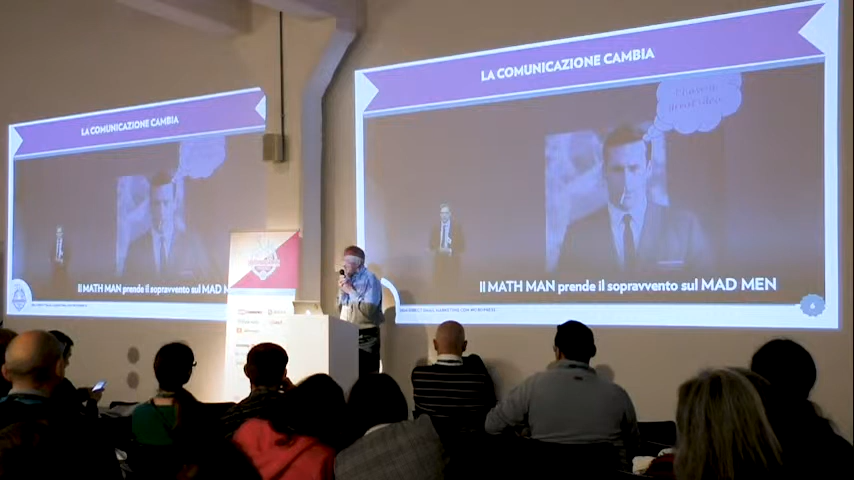 LA COMUNICAZIONE CAMBIA
LA COMUNICAZIONE CAMBIA
Il MATH MAN prende il sopravvento sul MAD M
Il MATH MAN prende il sopravvento sul MAD MEN
6